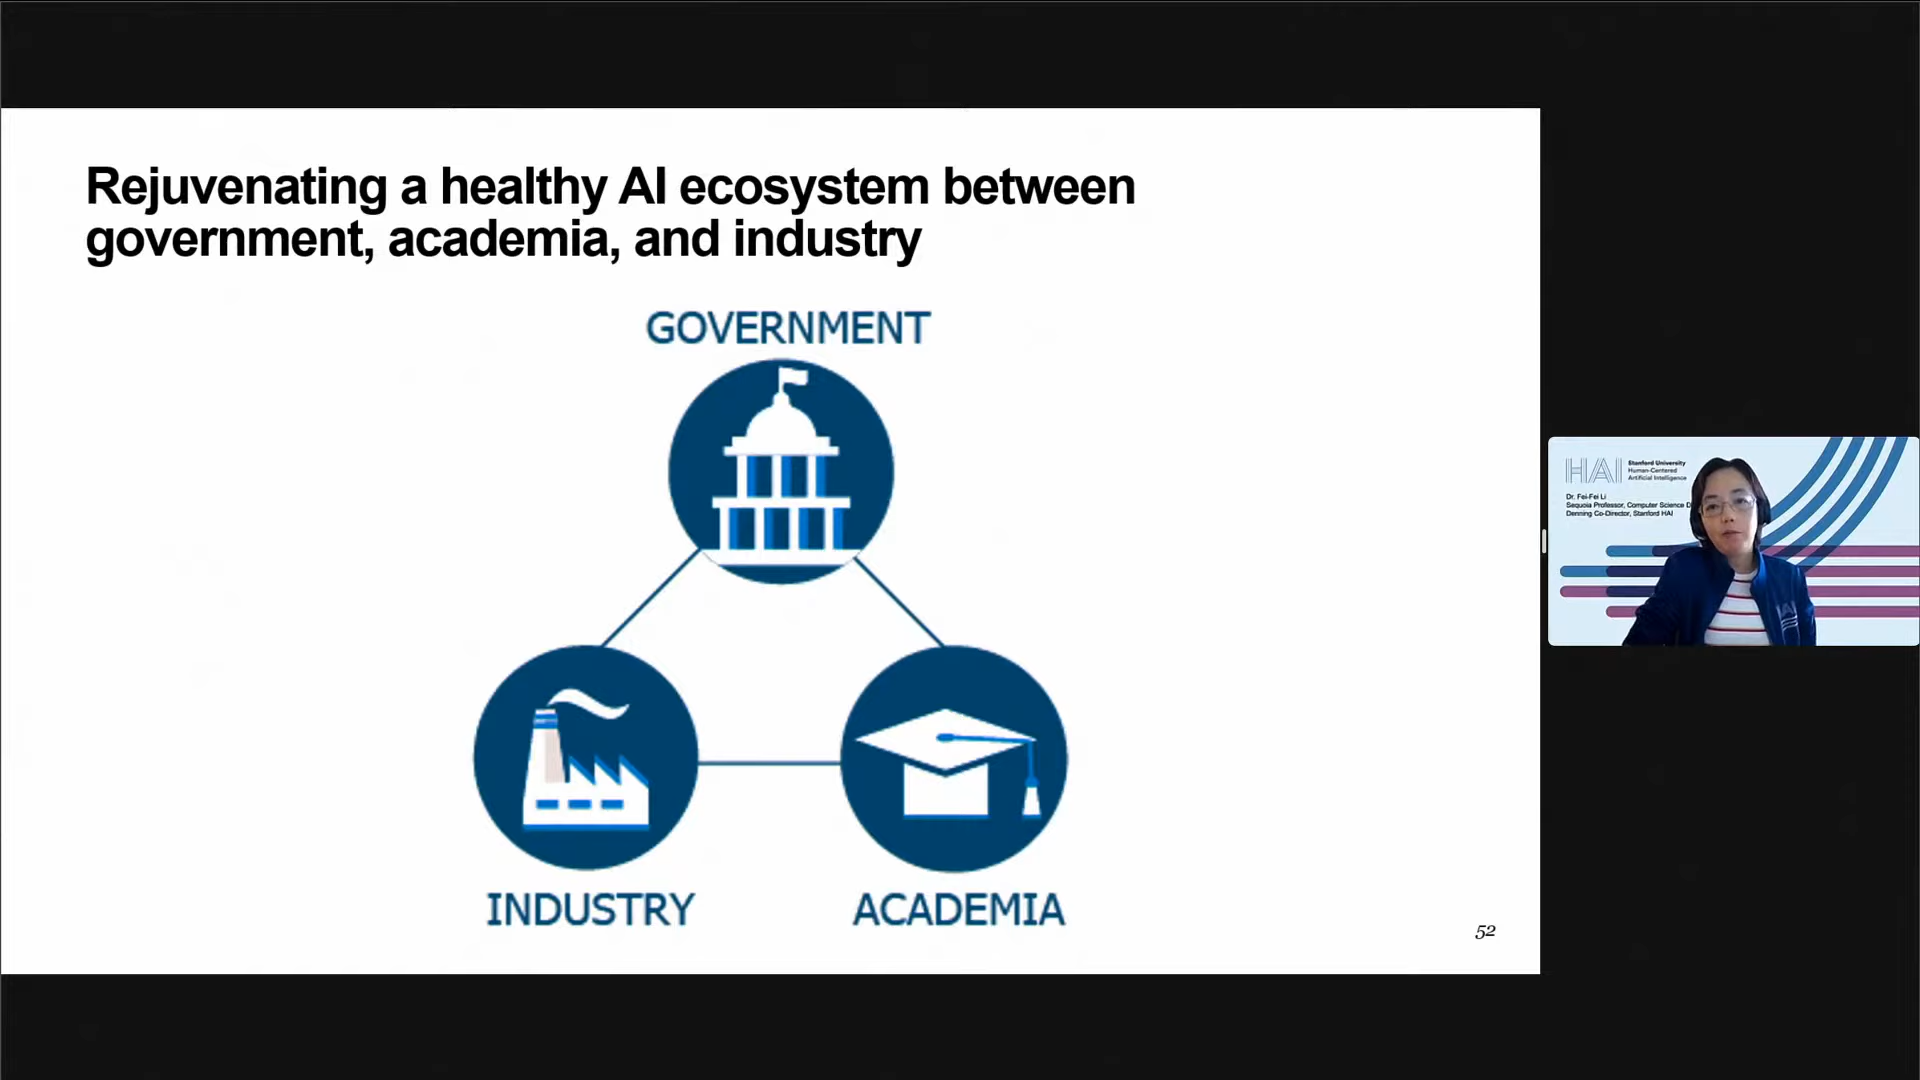 Rejuvenating a healthy AI ecosystem between
government, academia, and industry
GOVERNMENT
INDUSTRY
ACADEMIA
52
HAI
Stanford University
Human-Centered
Artificial Intelligence
Dr. Fei-Fei Li
Sequoia Professor, Computer Science D
Denning Co-Director, Stanford HAI
HAI